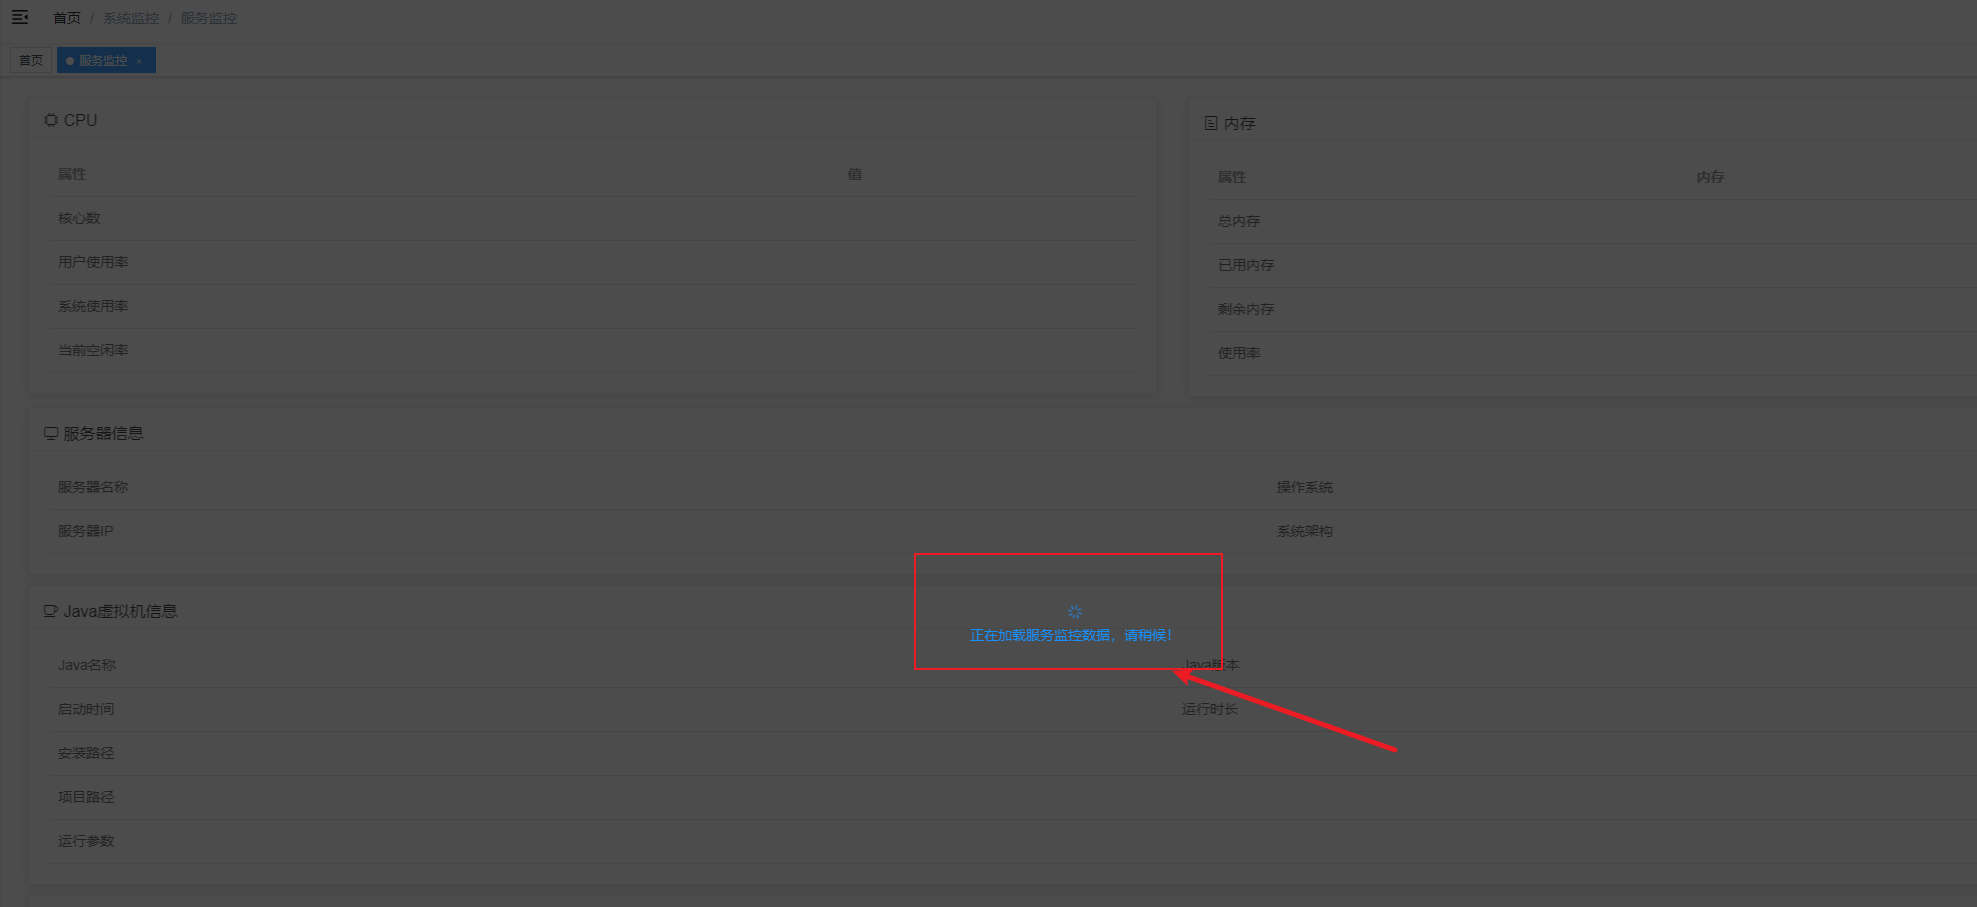 首页 / 系统监控 / 服务监控
首页
服务监控 ×
CPU
属性 值
核心数
用户使用率
系统使用率
当前空闲率
内存
属性 内存
总内存
已用内存
剩余内存
使用率
服务器信息
服务器名称 操作系统
服务器IP 系统架构
正在加载服务监控数据，请稍候！
Java虚拟机信息
Java名称 Java版本
启动时间 运行时长
安装路径
项目路径
运行参数